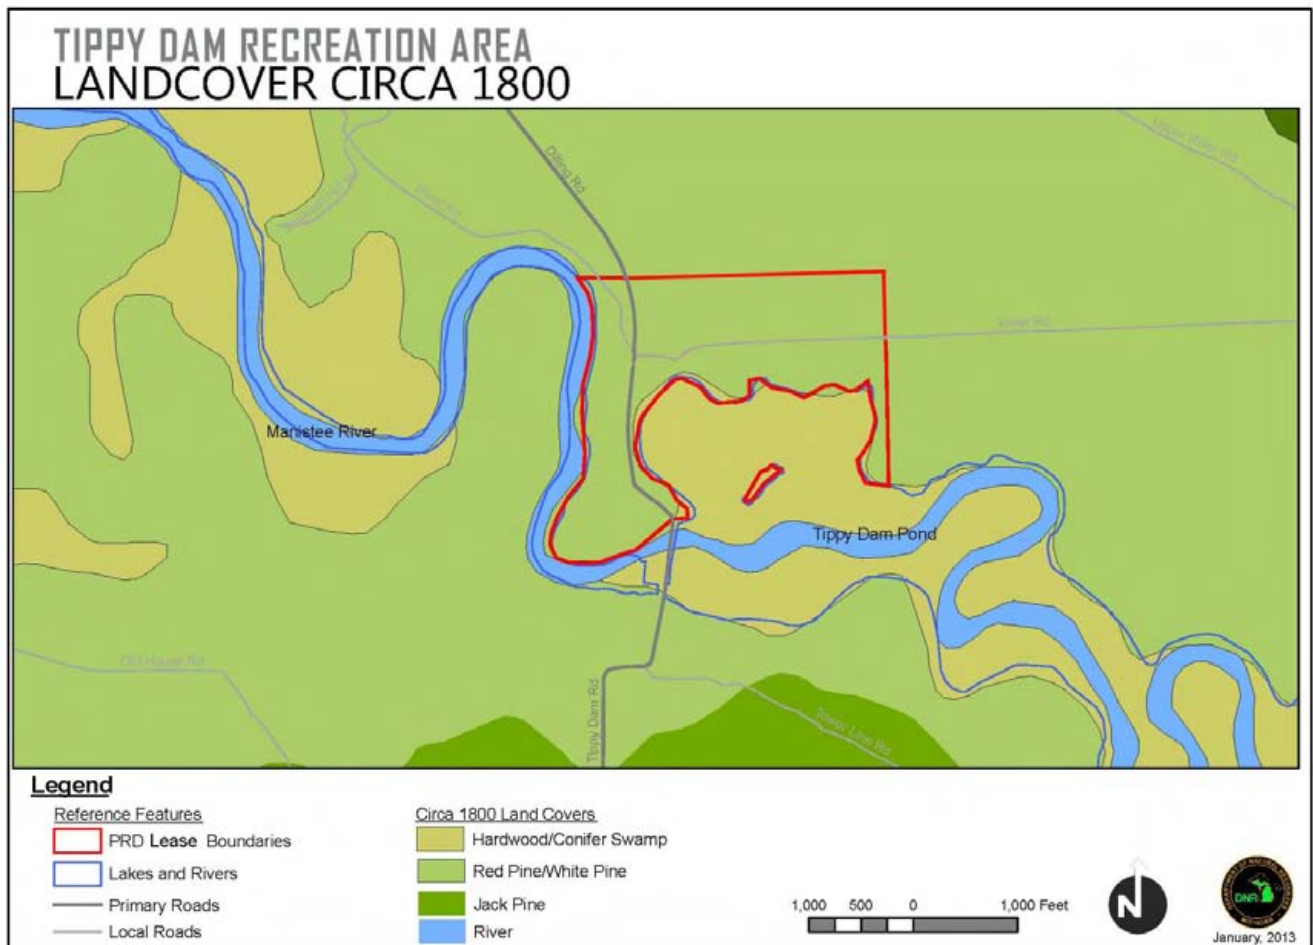 TIPPY DAM RECREATION AREA
LANDCOVER CIRCA 1800
Dilling Rd
River Rd
Manistee River
Tippy Dam Pond
Old House Rd
Tippy Dam Rd
Tower Line Rd
Legend
Reference Features
PRD Lease Boundaries
Lakes and Rivers
Primary Roads
Local Roads
Circa 1800 Land Covers
Hardwood/Conifer Swamp
Red Pine/White Pine
Jack Pine
River
1,000 500 0 1,000 Feet
N
DNR
January, 2013